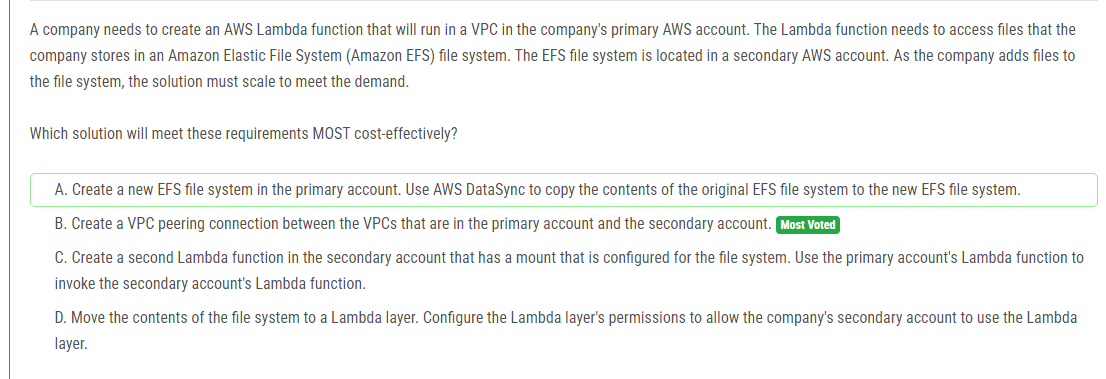 A company needs to create an AWS Lambda function that will run in a VPC in the company's primary AWS account. The Lambda function needs to access files that the
company stores in an Amazon Elastic File System (Amazon EFS) file system. The EFS file system is located in a secondary AWS account. As the company adds files to
the file system, the solution must scale to meet the demand.
Which solution will meet these requirements MOST cost-effectively?
A. Create a new EFS file system in the primary account. Use AWS DataSync to copy the contents of the original EFS file system to the new EFS file system.
B. Create a VPC peering connection between the VPCs that are in the primary account and the secondary account. Most Voted
C. Create a second Lambda function in the secondary account that has a mount that is configured for the file system. Use the primary account's Lambda function to
invoke the secondary account's Lambda function.
D. Move the contents of the file system to a Lambda layer. Configure the Lambda layer's permissions to allow the company's secondary account to use the Lambda
layer.